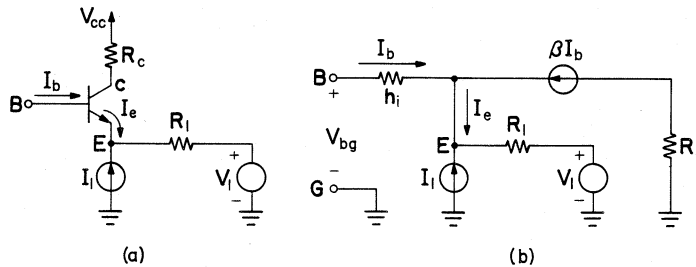 Vcc
Rc
C
Ib
B
Ie
E
R1
I1
+
V1
−
(a)
Ib
B
+
hi
βIb
Ie
Vbg
E
R1
R
−
G
I1
+
V1
−
(b)